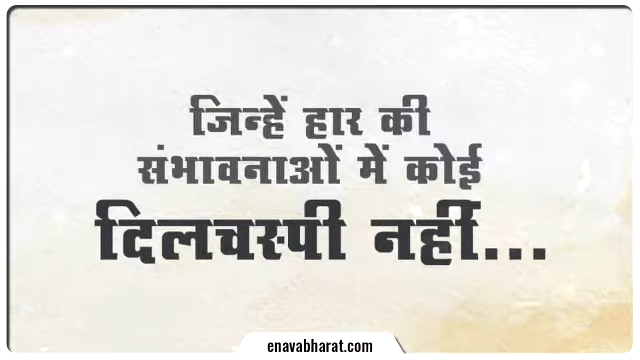 जिन्हें हार की
संभावनाओं में कोई
दिलचस्पी नहीं...
enavabharat.com